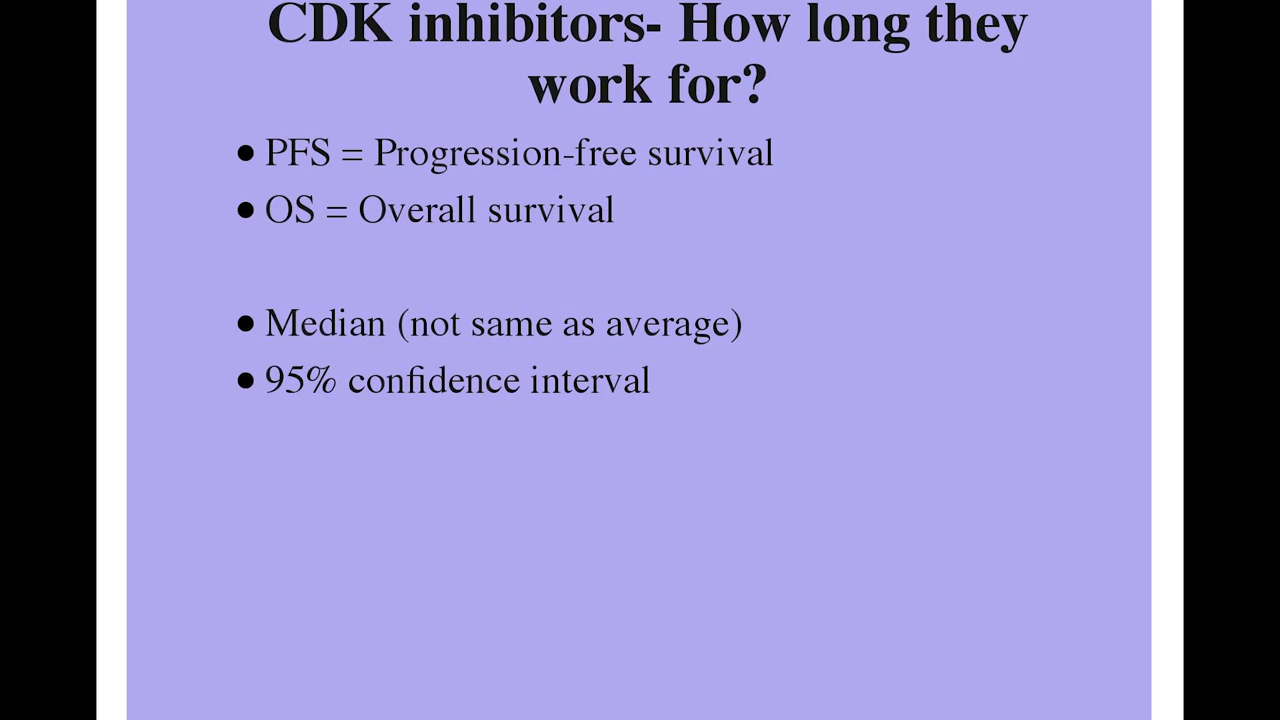 CDK inhibitors- How long they
work for?
• PFS = Progression-free survival
• OS = Overall survival
• Median (not same as average)
• 95% confidence interval